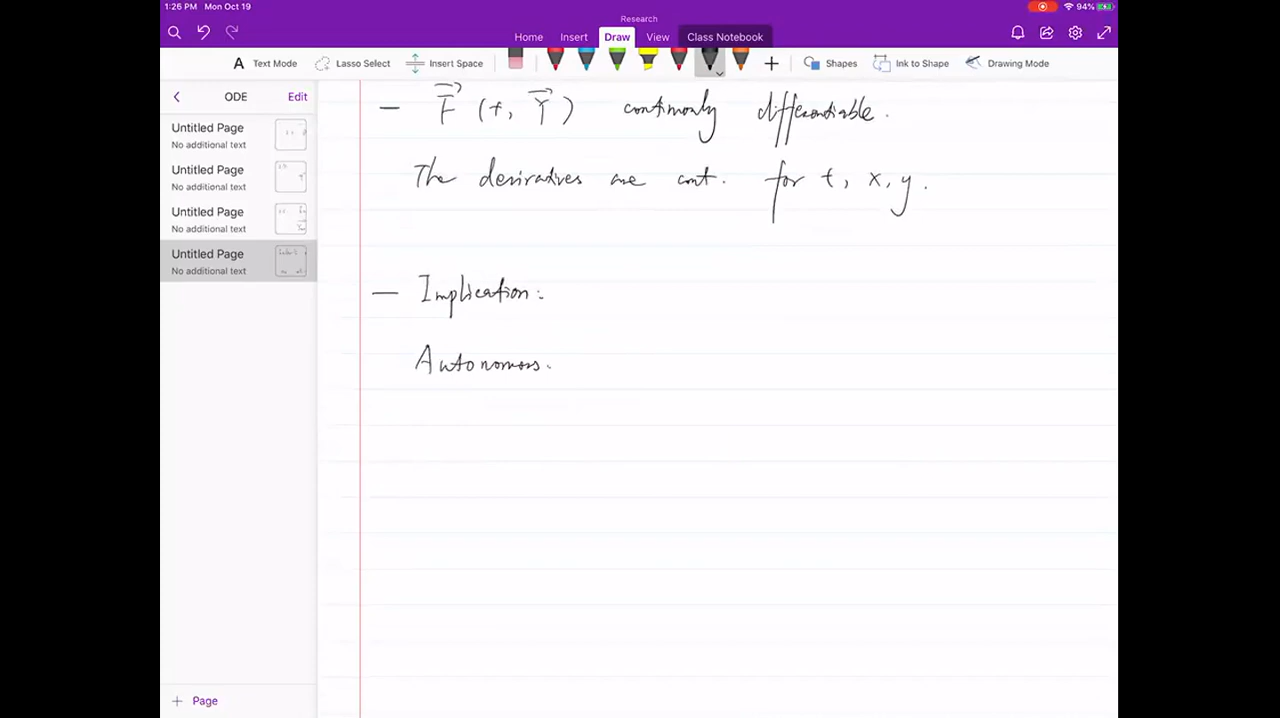 1:26 PM Mon Oct 19
94%
Research
Home Insert Draw View Class Notebook
A Text Mode Lasso Select Insert Space Shapes Ink to Shape Drawing Mode
ODE Edit
Untitled Page
No additional text
Untitled Page
No additional text
Untitled Page
No additional text
Untitled Page
No additional text
+ Page
— F (t, Y) continuously differentiable.
The derivatives are cont. for t, x, y.
— Implication:
Autonomous.